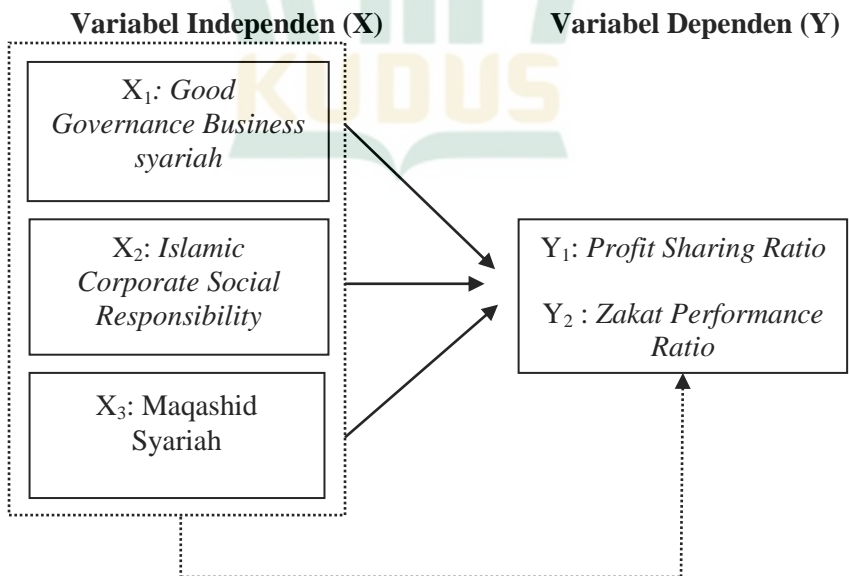 Variabel Independen (X)
Variabel Dependen (Y)
KUDUS
X₁: Good
Governance Business
syariah
X₂: Islamic
Corporate Social
Responsibility
X₃: Maqashid
Syariah
Y₁: Profit Sharing Ratio
Y₂ : Zakat Performance
Ratio